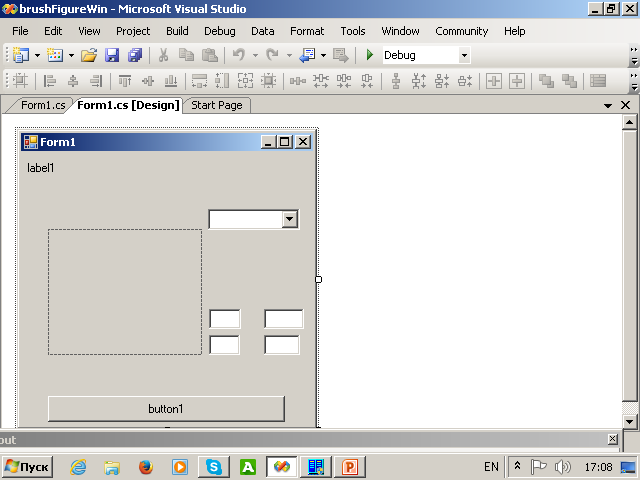 brushFigureWin - Microsoft Visual Studio
File Edit View Project Build Debug Data Format Tools Window Community Help
Debug
Form1.cs Form1.cs [Design] Start Page
Form1
label1
button1
out
Пуск EN 17:08